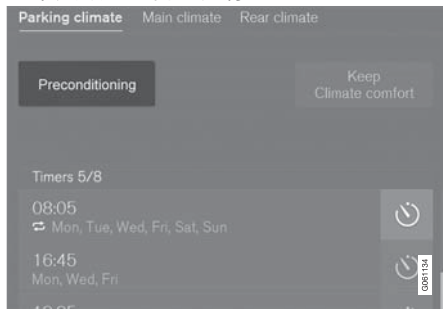 Parking climate Main climate Rear climate
Preconditioning
Keep
Climate comfort
Timers 5/8
08:05
Mon, Tue, Wed, Fri, Sat, Sun
16:45
Mon, Wed, Fri
G061134